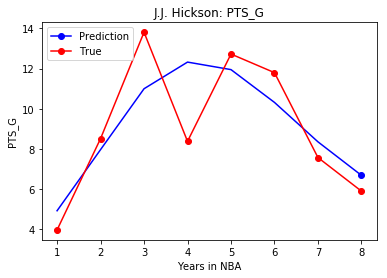 J.J. Hickson: PTS_G
Prediction
True
14
12
10
8
6
4
PTS_G
1 2 3 4 5 6 7 8
Years in NBA